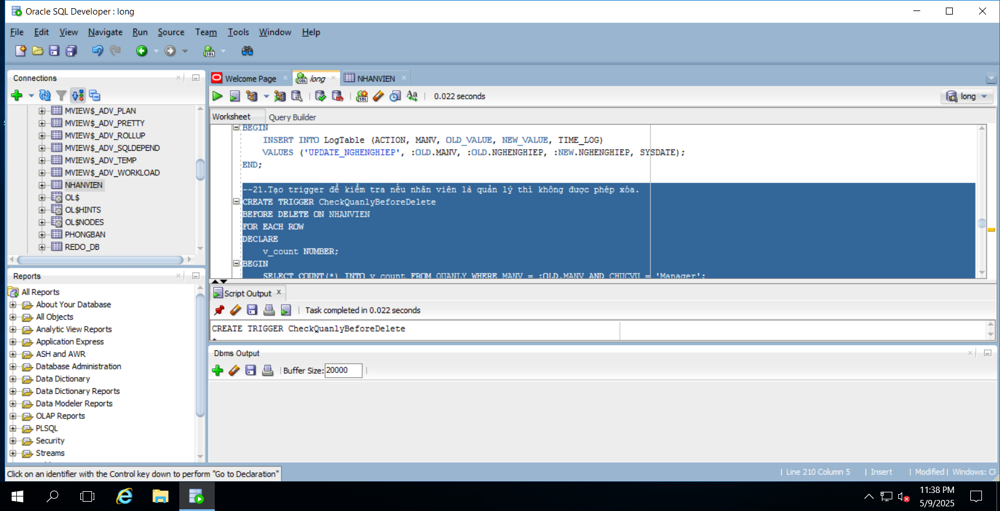 Oracle SQL Developer : long
File Edit View Navigate Run Source Team Tools Window Help
Connections
MVIEW$_ADV_PLAN
MVIEW$_ADV_PRETTY
MVIEW$_ADV_ROLLUP
MVIEW$_ADV_SQLDEPEND
MVIEW$_ADV_TEMP
MVIEW$_ADV_WORKLOAD
NHANVIEN
OL$
OL$HINTS
OL$NODES
PHONGBAN
REDO_DB
Reports
All Reports
About Your Database
All Objects
Analytic View Reports
Application Express
ASH and AWR
Database Administration
Data Dictionary
Data Dictionary Reports
Data Modeler Reports
OLAP Reports
PLSQL
Security
Streams
Welcome Page long NHANVIEN
SQL 0.022 seconds long
Worksheet Query Builder
BEGIN
INSERT INTO LogTable (ACTION, MANV, OLD_VALUE, NEW_VALUE, TIME_LOG)
VALUES ('UPDATE_NGHENGHIEP', :OLD.MANV, :OLD.NGHENGHIEP, :NEW.NGHENGHIEP, SYSDATE);
END;
--21.Tạo trigger để kiểm tra nếu nhân viên là quản lý thì không được phép xóa.
CREATE TRIGGER CheckQuanlyBeforeDelete
BEFORE DELETE ON NHANVIEN
FOR EACH ROW
DECLARE
v_count NUMBER;
BEGIN
SELECT COUNT(*) INTO v_count FROM QUANLY WHERE MANV = :OLD.MANV AND CHUCVU = 'Manager';
Script Output
Task completed in 0.022 seconds
CREATE TRIGGER CheckQuanlyBeforeDelete
Dbms Output
Buffer Size: 20000
Click on an identifier with the Control key down to perform "Go to Declaration"
Line 210 Column 5 Insert Modified Windows: CR
11:38 PM
5/9/2025